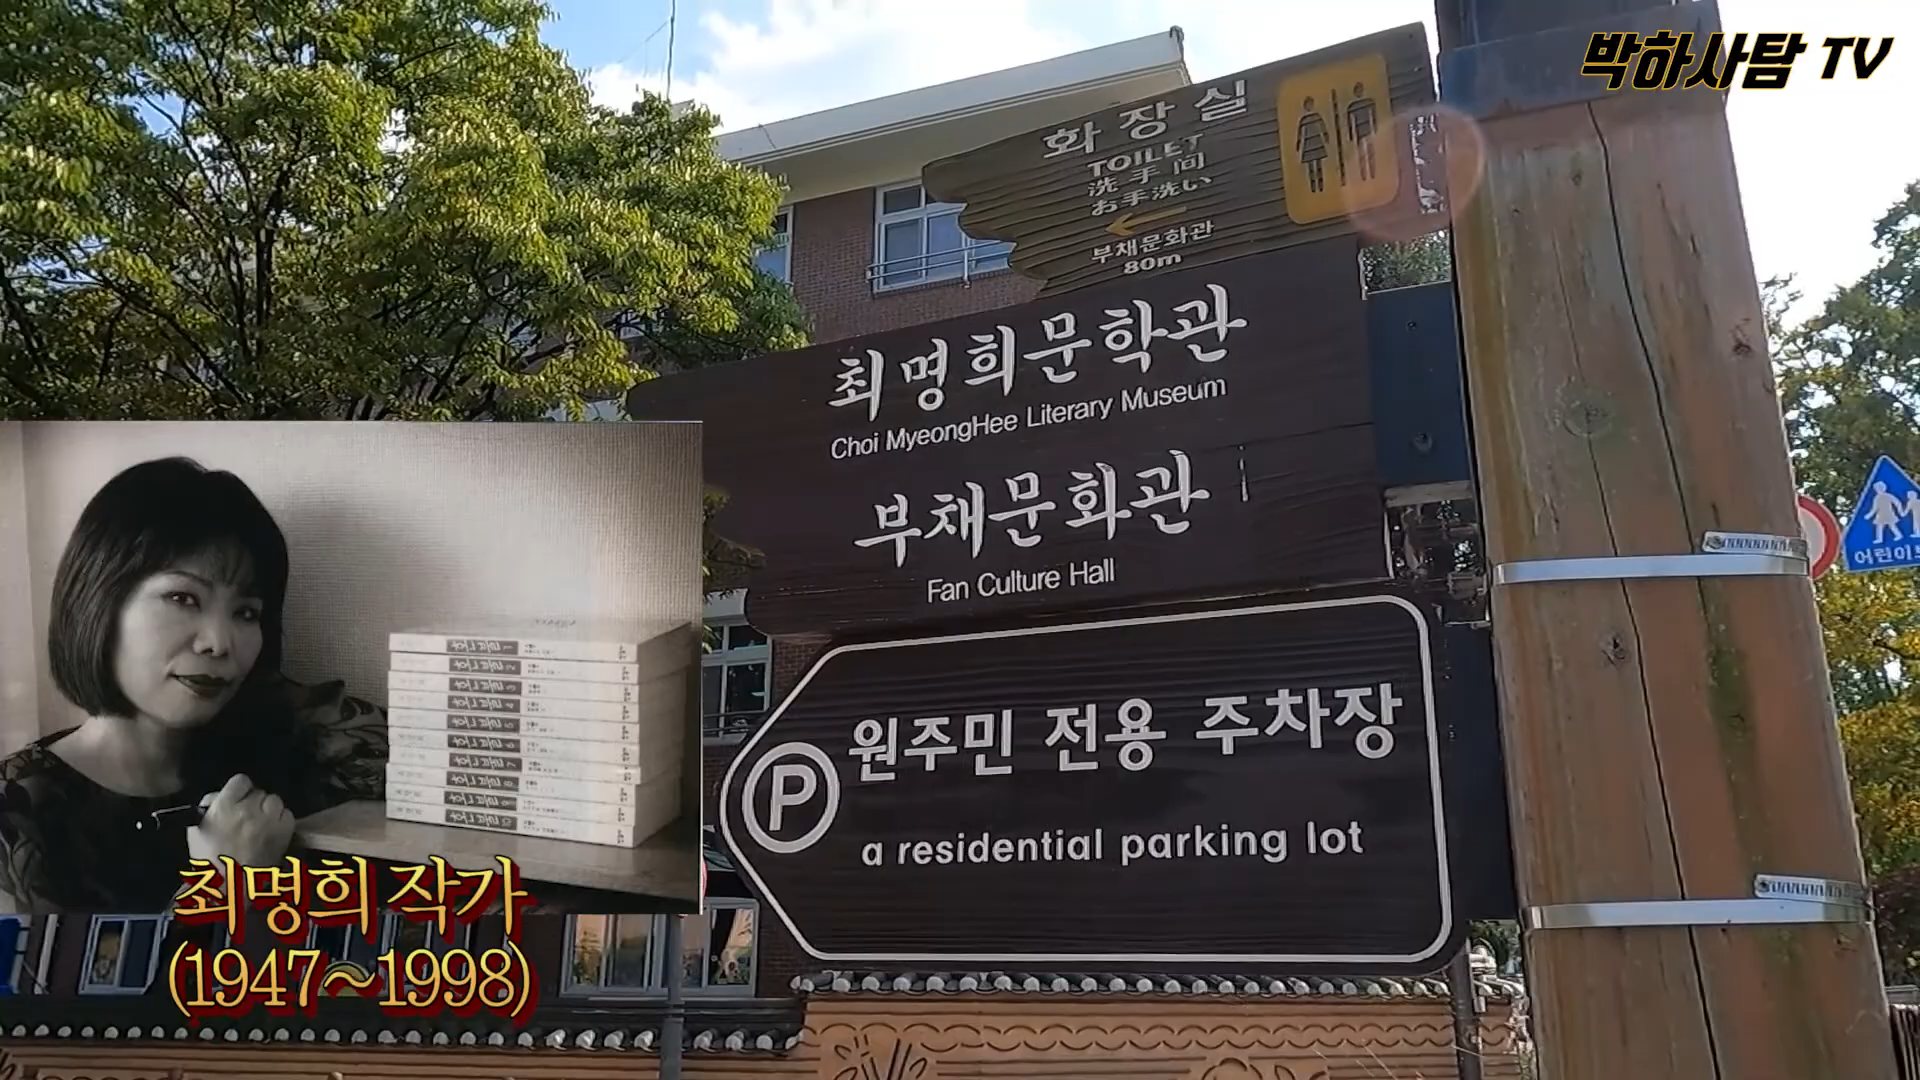 박하사탕 TV
화장실
TOILET
洗手间
お手洗い
부채문화관
80m
최명희문학관
Choi MyeongHee Literary Museum
부채문화관
Fan Culture Hall
P
원주민 전용 주차장
a residential parking lot
최명희 작가
(1947~1998)